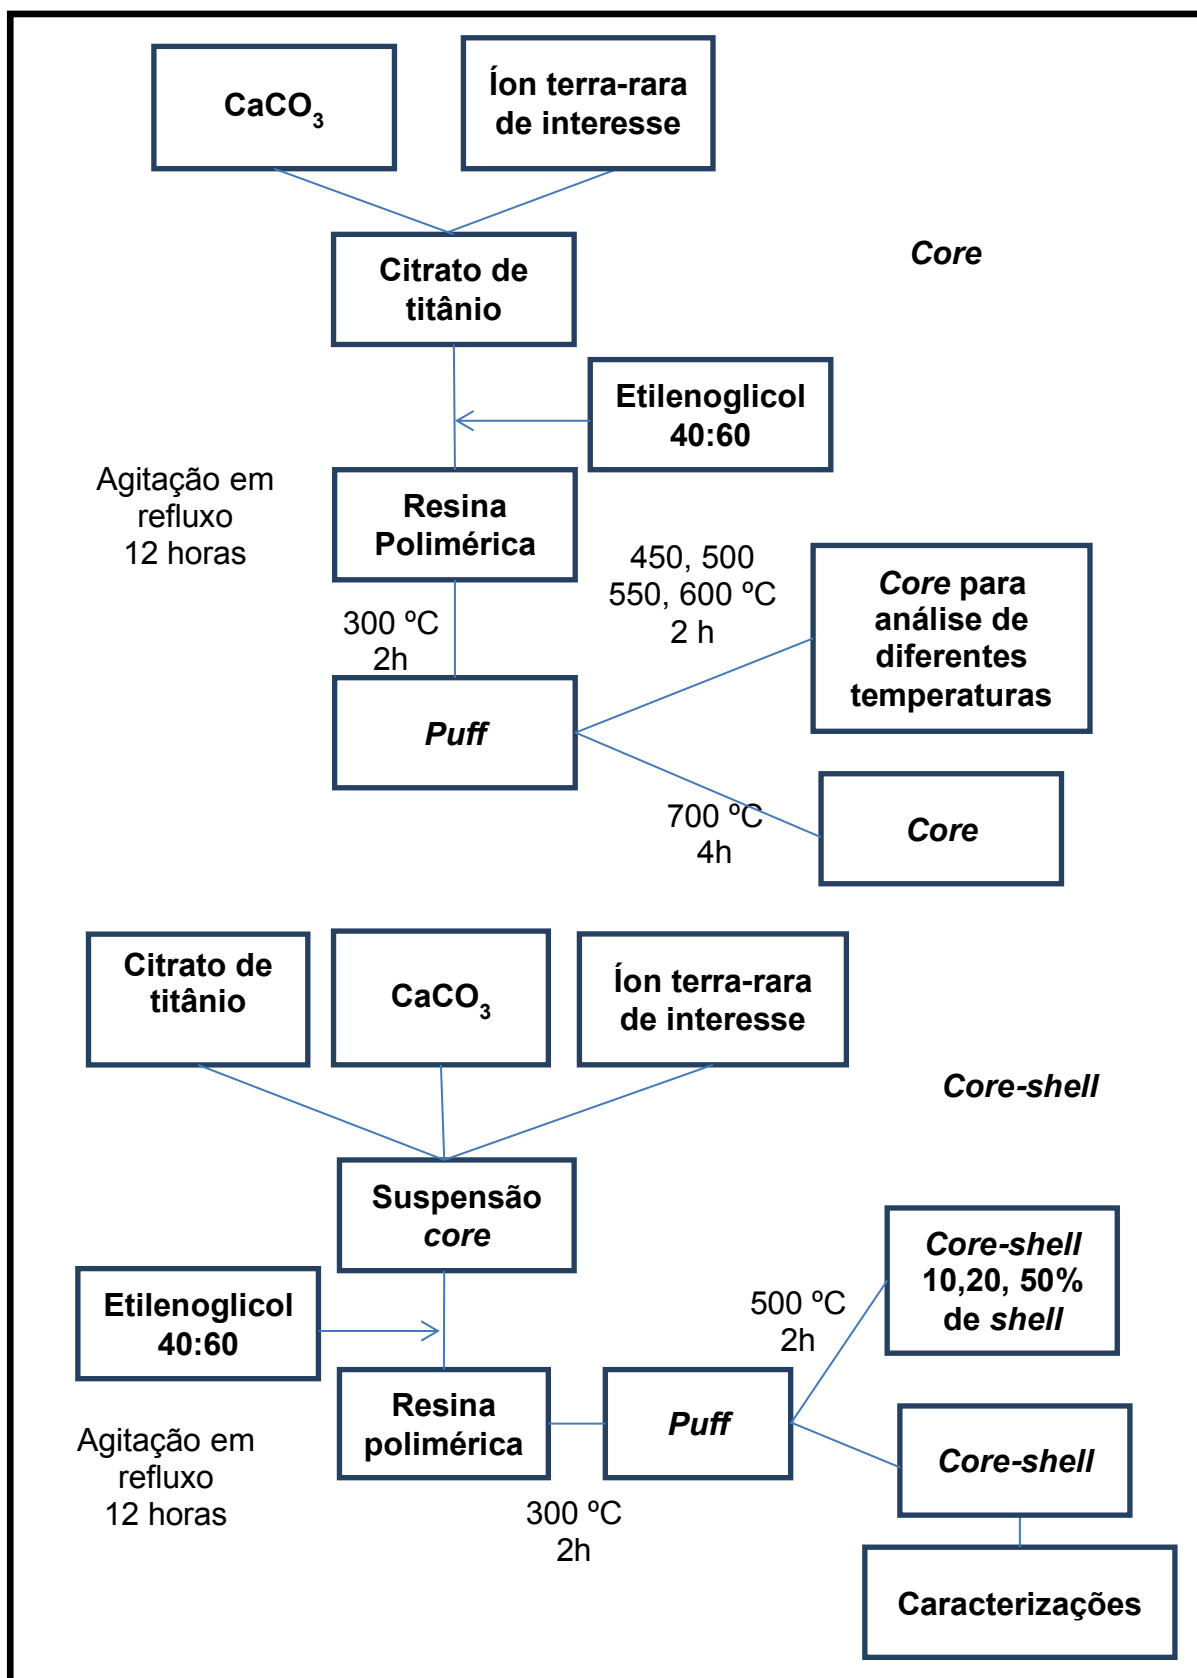 CaCO3
Íon terra-rara
de interesse
Citrato de
titânio
Core
Etilenoglicol
40:60
Agitação em
refluxo
12 horas
Resina
Polimérica
450, 500
550, 600 ºC
2 h
Core para
análise de
diferentes
temperaturas
300 ºC
2h
Puff
700 ºC
4h
Core
Citrato de
titânio
CaCO3
Íon terra-rara
de interesse
Core-shell
Suspensão
core
Etilenoglicol
40:60
500 ºC
2h
Core-shell
10,20, 50%
de shell
Resina
polimérica
Puff
Core-shell
Agitação em
refluxo
12 horas
300 ºC
2h
Caracterizações